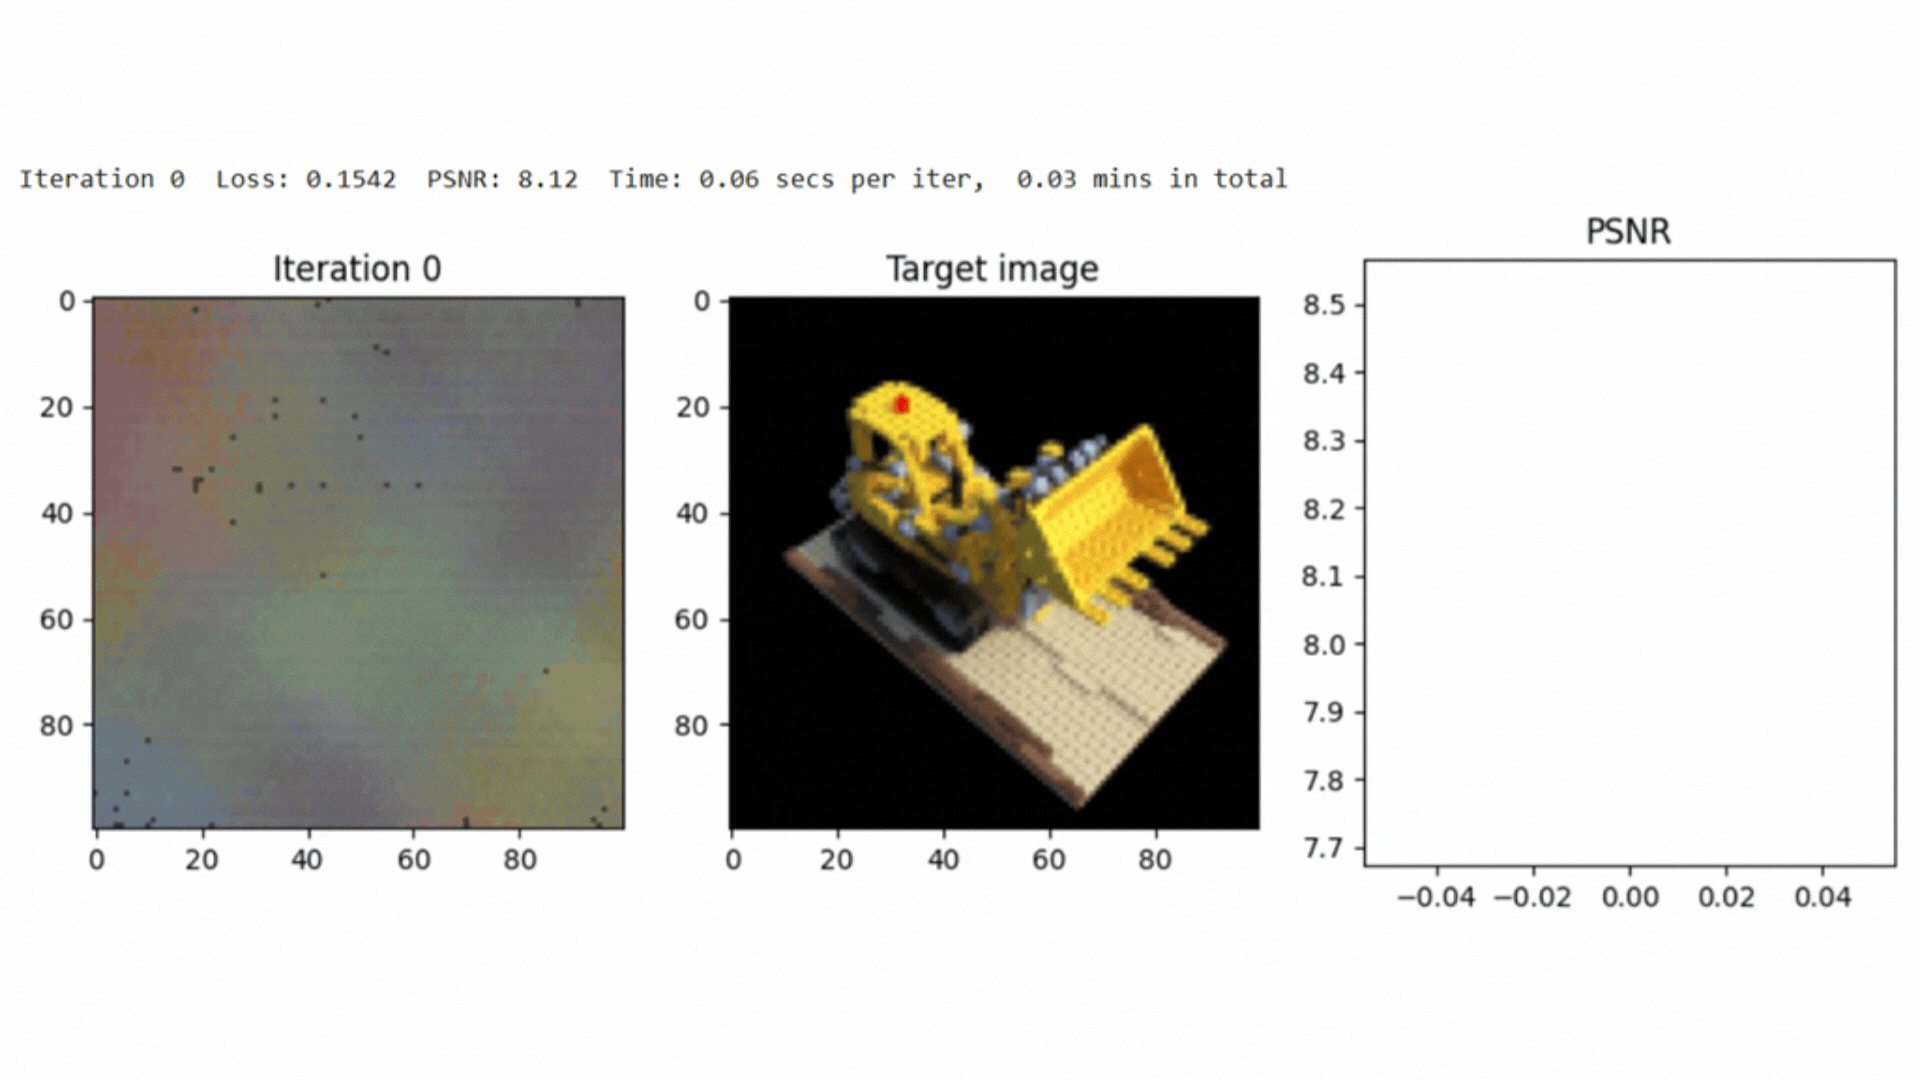 Iteration 0  Loss: 0.1542  PSNR: 8.12  Time: 0.06 secs per iter,  0.03 mins in total
Iteration 0
0
20
40
60
80
0 20 40 60 80
Target image
0
20
40
60
80
0 20 40 60 80
PSNR
8.5
8.4
8.3
8.2
8.1
8.0
7.9
7.8
7.7
−0.04 −0.02 0.00 0.02 0.04